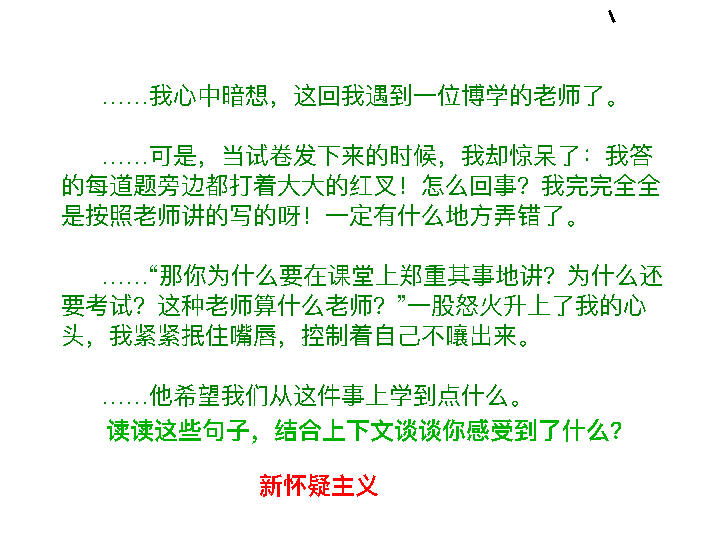 ……我心中暗想，这回我遇到一位博学的老师了。
……可是，当试卷发下来的时候，我却惊呆了：我答
的每道题旁边都打着大大的红叉！怎么回事？我完完全全
是按照老师讲的写的呀！一定有什么地方弄错了。
……“那你为什么要在课堂上郑重其事地讲？为什么还
要考试？这种老师算什么老师？”一股怒火升上了我的心
头，我紧紧抿住嘴唇，控制着自己不嚷出来。
……他希望我们从这件事上学到点什么。
读读这些句子，结合上下文谈谈你感受到了什么？
新怀疑主义